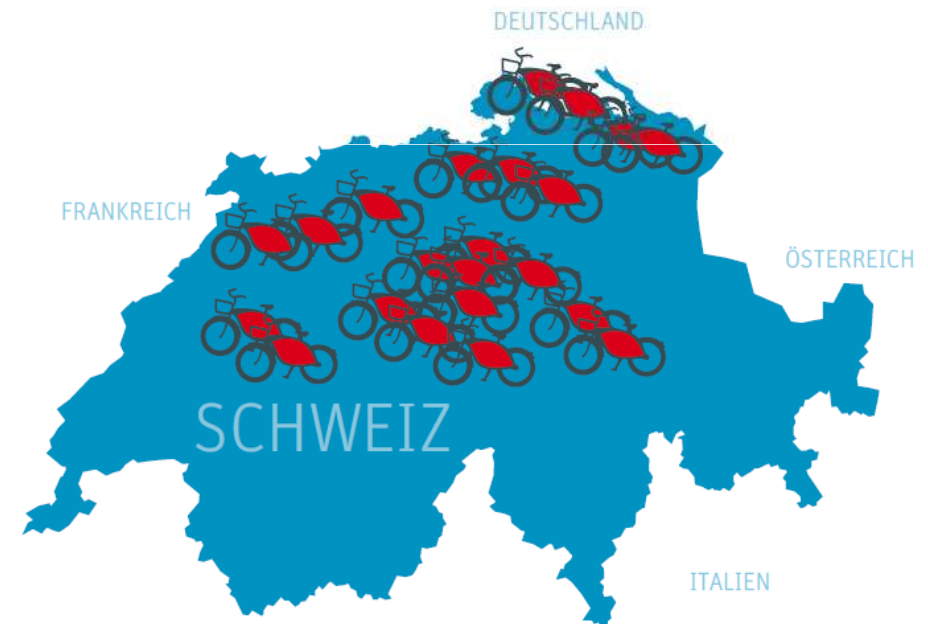 DEUTSCHLAND
FRANKREICH
ÖSTERREICH
SCHWEIZ
ITALIEN